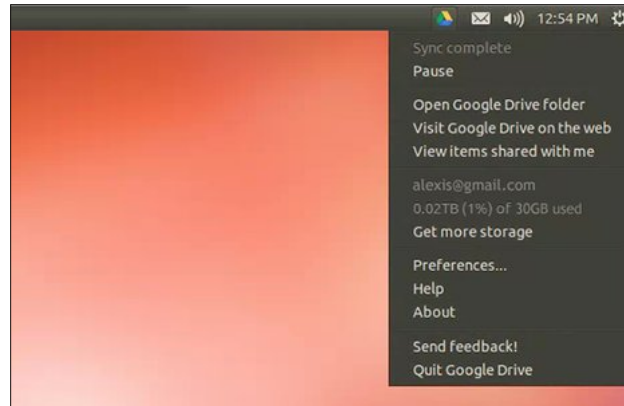 12:54 PM
Sync complete
Pause
Open Google Drive folder
Visit Google Drive on the web
View items shared with me
alexis@gmail.com
0.02TB (1%) of 30GB used
Get more storage
Preferences...
Help
About
Send feedback!
Quit Google Drive